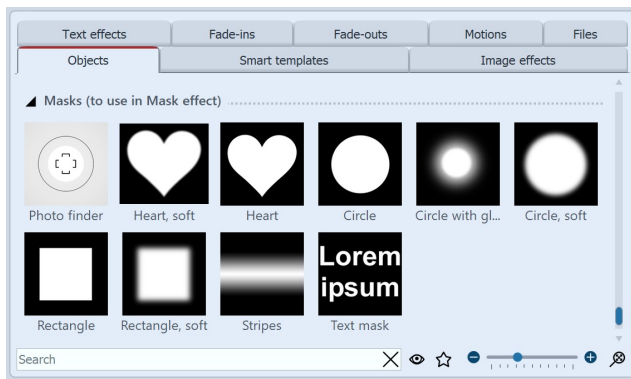 Text effects Fade-ins Fade-outs Motions Files
Objects Smart templates Image effects
Masks (to use in Mask effect)
Photo finder Heart, soft Heart Circle Circle with gl... Circle, soft
Lorem
ipsum
Rectangle Rectangle, soft Stripes Text mask
Search